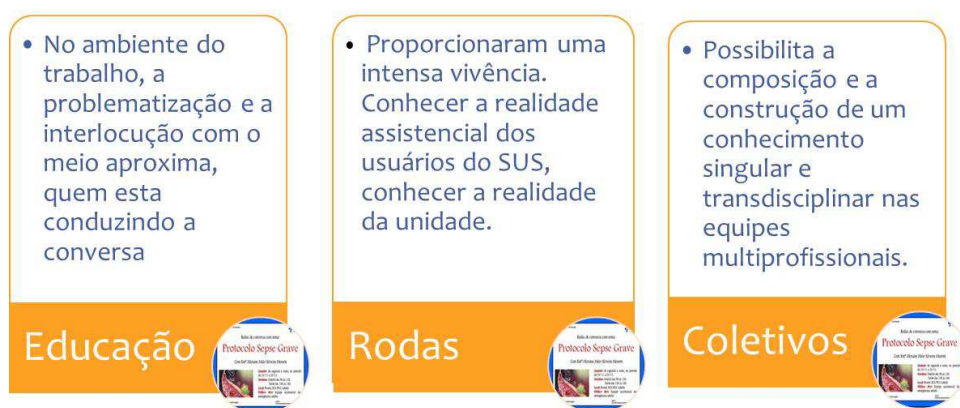 • No ambiente do
trabalho, a
problematização e a
interlocução com o
meio aproxima,
quem esta
conduzindo a
conversa
Educação
Protocolo Sepse Grave
• Proporcionaram uma
intensa vivência.
Conhecer a realidade
assistencial dos
usuários do SUS,
conhecer a realidade
da unidade.
Rodas
Protocolo Sepse Grave
• Possibilita a
composição e a
construção de um
conhecimento
singular e
transdisciplinar nas
equipes
multiprofissionais.
Coletivos
Protocolo Sepse Grave